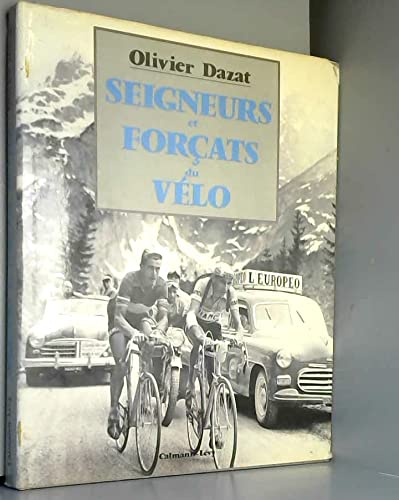 Olivier Dazat
SEIGNEURS
et
FORÇATS
du
VÉLO
L'EUROPEO
Calmann-Lévy